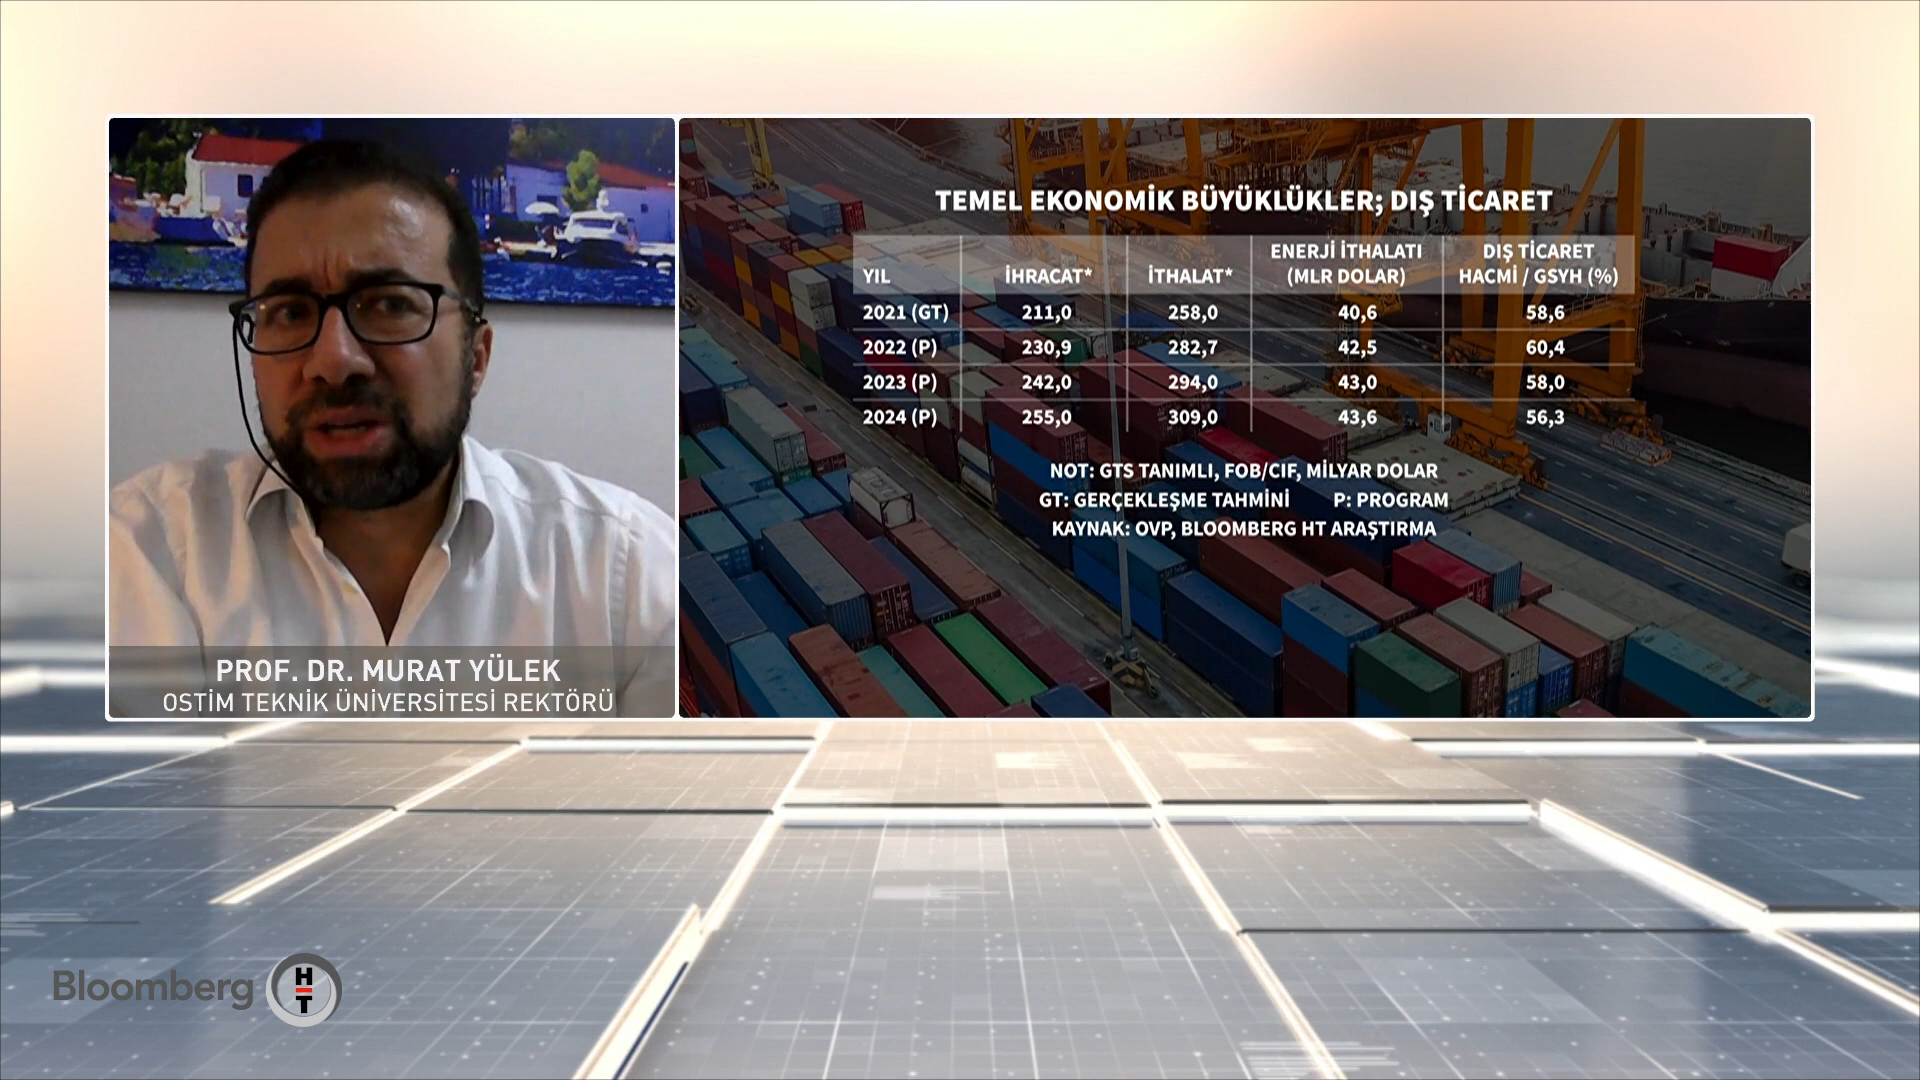 TEMEL EKONOMİK BÜYÜKLÜKLER; DIŞ TİCARET
YIL İHRACAT* İTHALAT* ENERJİ İTHALATI (MLR DOLAR) DIŞ TİCARET HACMİ / GSYH (%)
2021 (GT) 211,0 258,0 40,6 58,6
2022 (P) 230,9 282,7 42,5 60,4
2023 (P) 242,0 294,0 43,0 58,0
2024 (P) 255,0 309,0 43,6 56,3
NOT: GTS TANIMLI, FOB/CIF, MİLYAR DOLAR
GT: GERÇEKLEŞME TAHMİNİ P: PROGRAM
KAYNAK: OVP, BLOOMBERG HT ARAŞTIRMA
PROF. DR. MURAT YÜLEK
OSTİM TEKNİK ÜNİVERSİTESİ REKTÖRÜ
Bloomberg HT